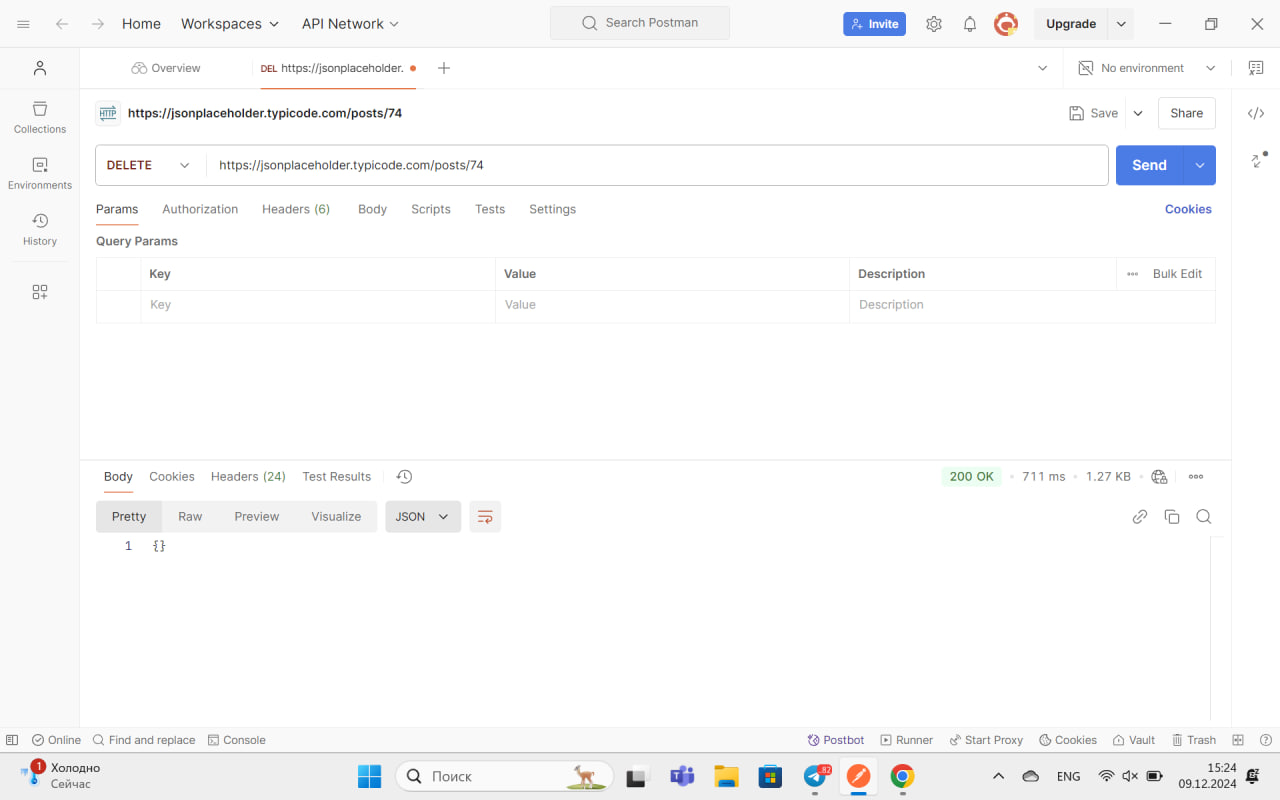 Home Workspaces API Network Search Postman Invite Upgrade
Overview DEL https://jsonplaceholder. No environment
HTTP https://jsonplaceholder.typicode.com/posts/74 Save Share
Collections
DELETE https://jsonplaceholder.typicode.com/posts/74 Send
Environments
Params Authorization Headers (6) Body Scripts Tests Settings Cookies
History
Query Params
Key Value Description Bulk Edit
Key Value Description
Body Cookies Headers (24) Test Results 200 OK 711 ms 1.27 KB
Pretty Raw Preview Visualize JSON
1 {}
Online Find and replace Console Postbot Runner Start Proxy Cookies Vault Trash
1 Холодно
Сейчас
Поиск
82
ENG
15:24
09.12.2024